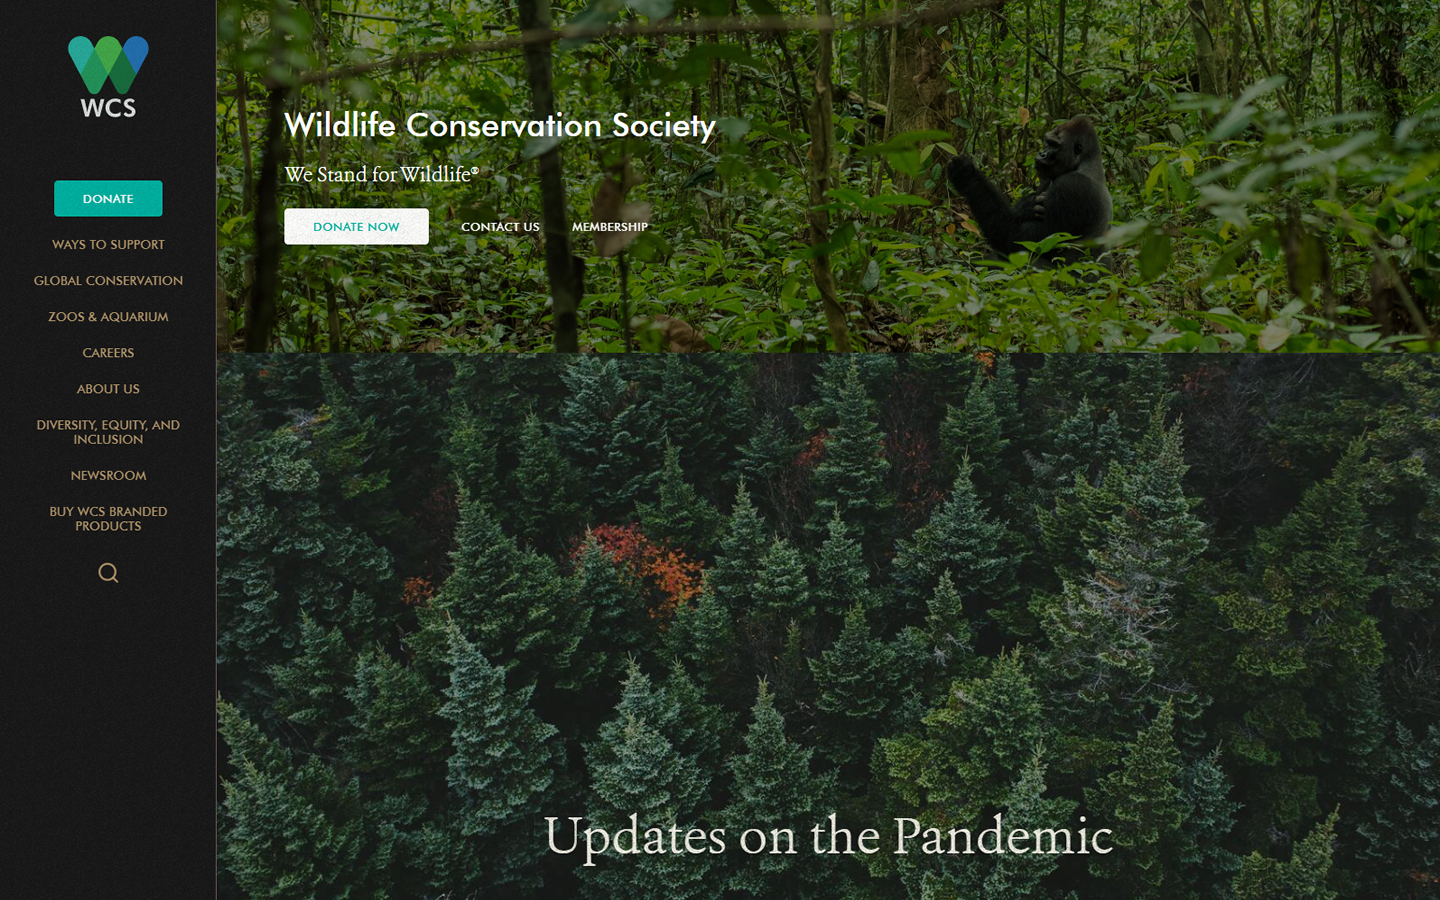 WCS
DONATE
WAYS TO SUPPORT
GLOBAL CONSERVATION
ZOOS & AQUARIUM
CAREERS
ABOUT US
DIVERSITY, EQUITY, AND
INCLUSION
NEWSROOM
BUY WCS BRANDED
PRODUCTS
Wildlife Conservation Society
We Stand for Wildlife®
DONATE NOW
CONTACT US
MEMBERSHIP
Updates on the Pandemic